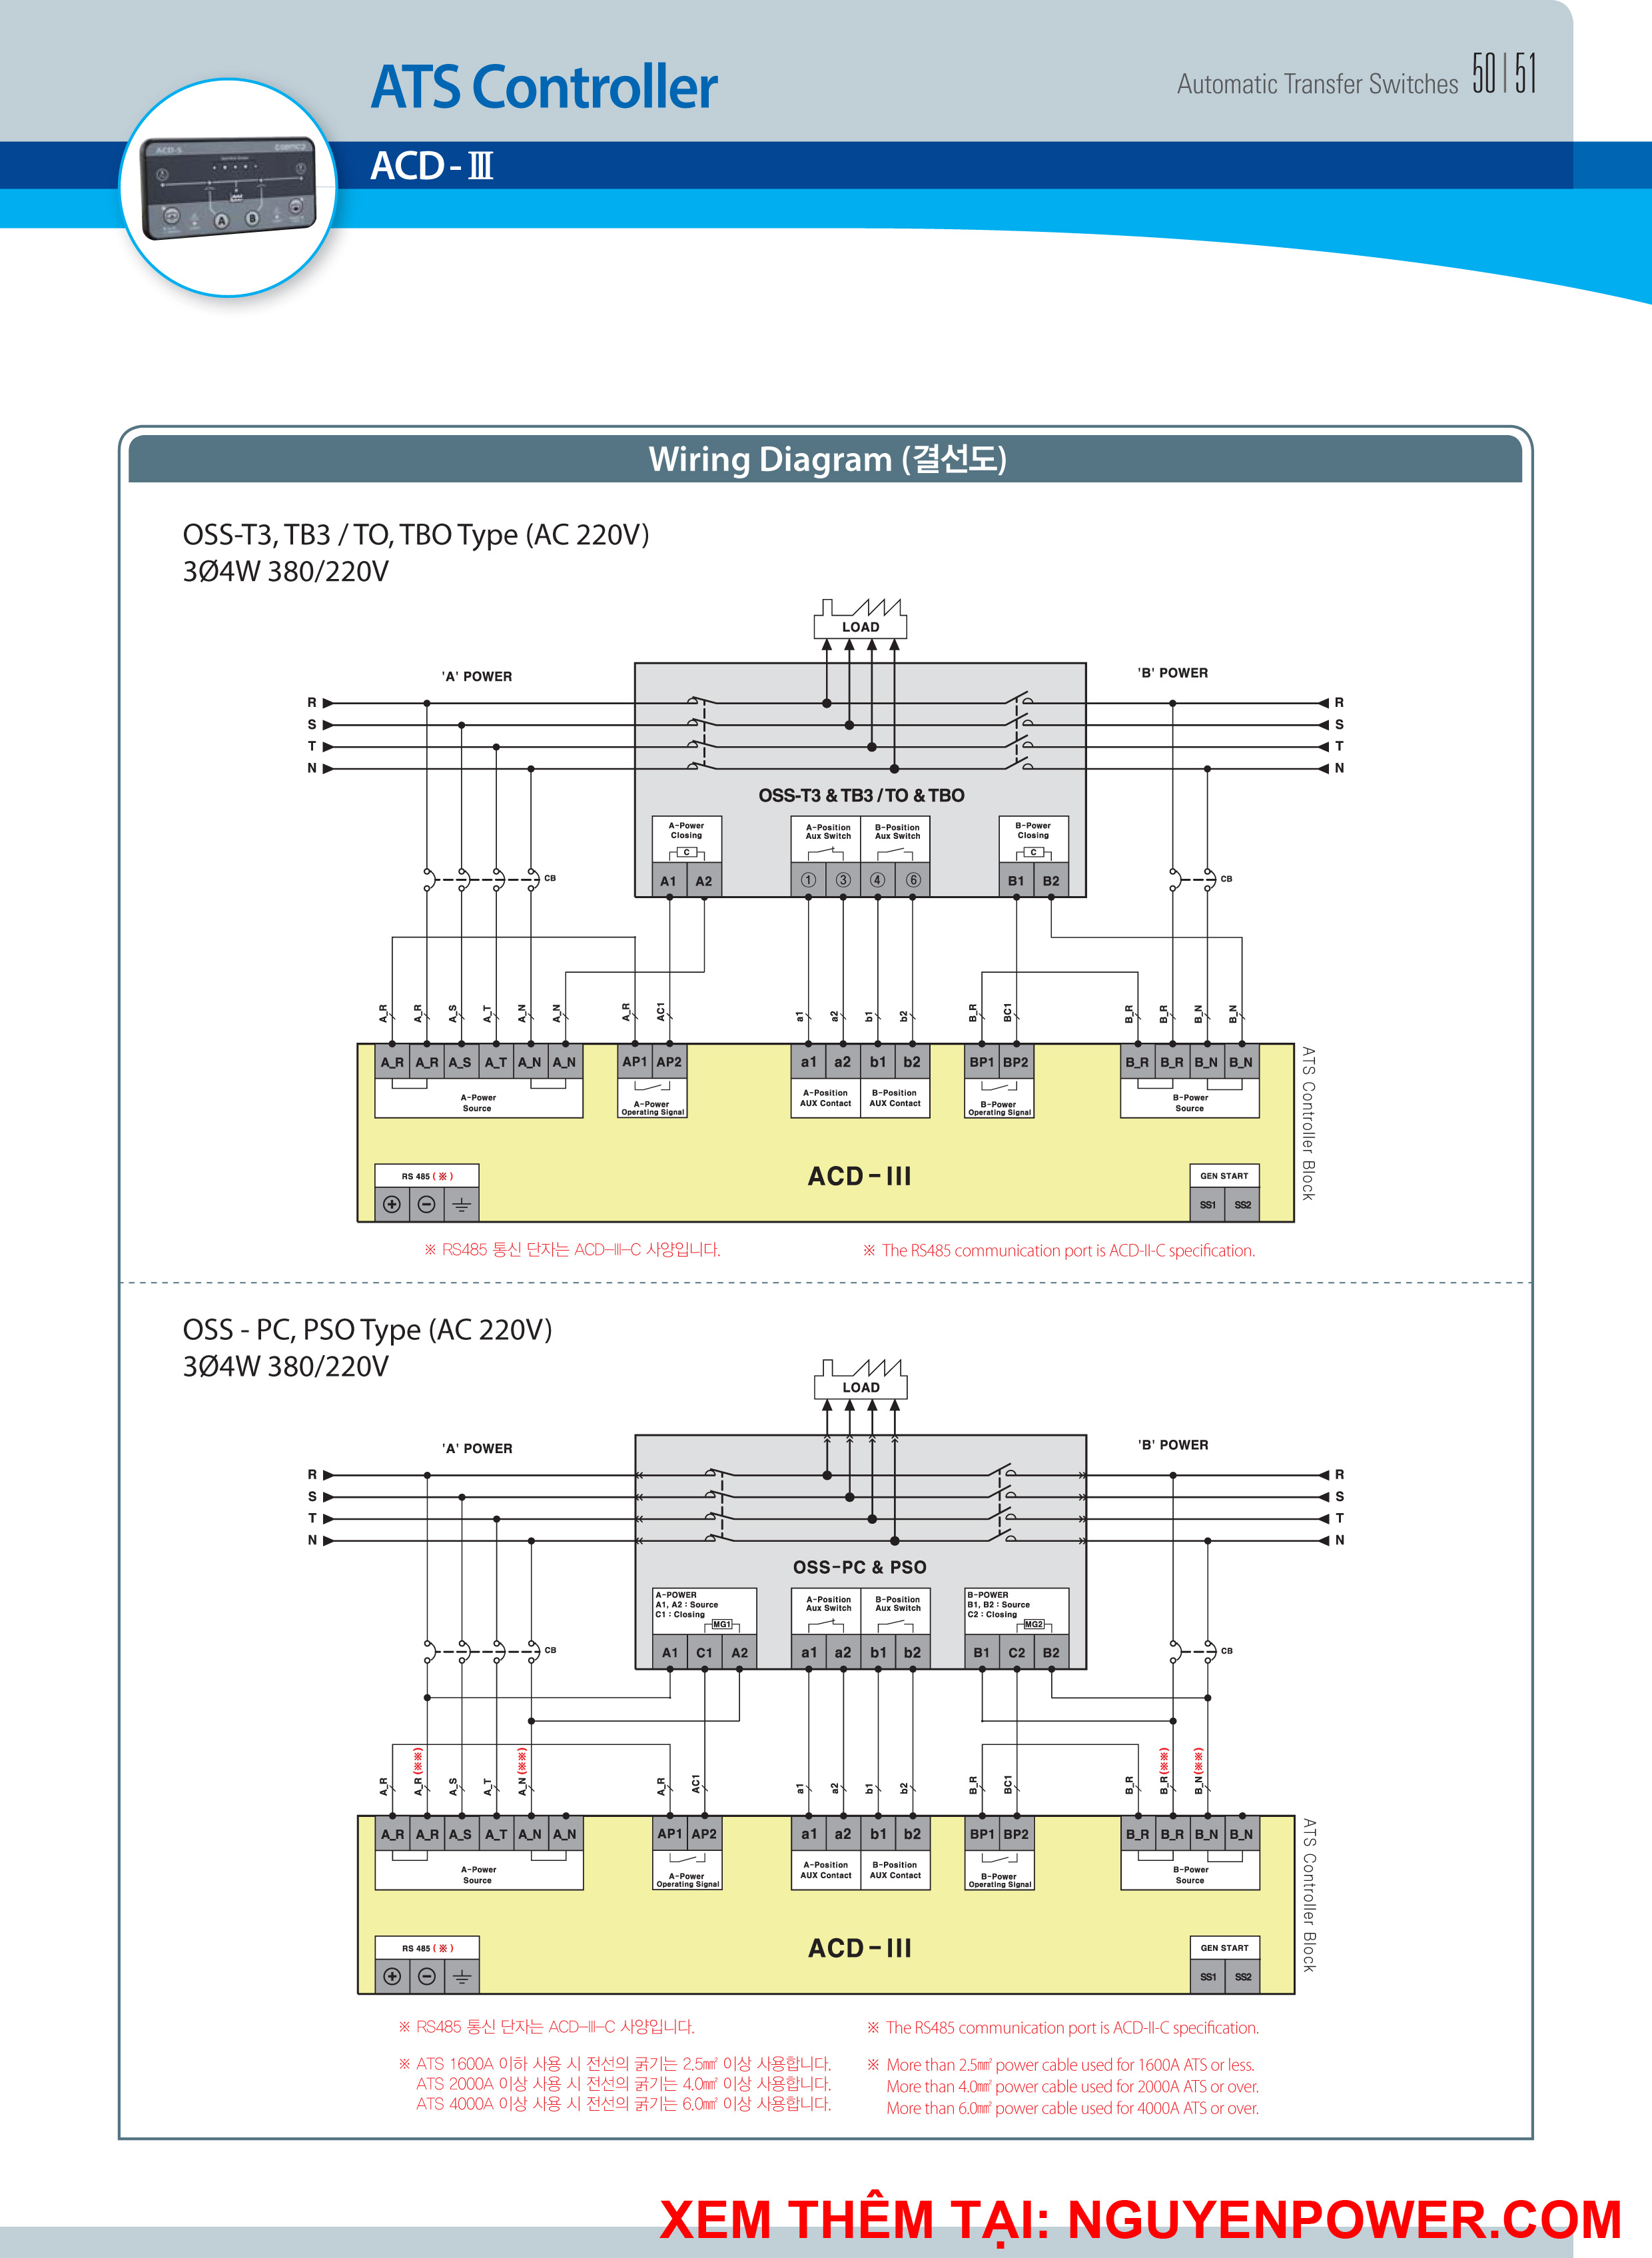 ATS Controller
Automatic Transfer Switches 50 | 51
ACD-Ⅲ
ACD-S
A
B
Wiring Diagram (결선도)
OSS-T3, TB3 / TO, TBO Type (AC 220V)
3Ø4W 380/220V
LOAD
'A' POWER
'B' POWER
R
R
S
S
T
T
N
N
OSS-T3 & TB3 / TO & TBO
A-Power
Closing
C
A-Position
Aux Switch
B-Position
Aux Switch
B-Power
Closing
C
A1 A2 ① ③ ④ ⑥ B1 B2
CB
CB
A_R A_R A_S A_T A_N A_N A_R AC1 a1 a2 b1 b2 B_R BC1 B_R B_R B_N B_N
A_R A_R A_S A_T A_N A_N AP1 AP2 a1 a2 b1 b2 BP1 BP2 B_R B_R B_N B_N
A-Power
Source
A-Power
Operating Signal
A-Position
AUX Contact
B-Position
AUX Contact
B-Power
Operating Signal
B-Power
Source
ATS Controller Block
ACD-III
RS 485 ( ※ )
GEN START
SS1 SS2
※ RS485 통신 단자는 ACD-III-C 사양입니다.
※ The RS485 communication port is ACD-II-C specification.
OSS - PC, PSO Type (AC 220V)
3Ø4W 380/220V
LOAD
'A' POWER
'B' POWER
R
R
S
S
T
T
N
N
OSS-PC & PSO
A-POWER
A1, A2 : Source
C1 : Closing
MG1
A-Position
Aux Switch
B-Position
Aux Switch
B-POWER
B1, B2 : Source
C2 : Closing
MG2
A1 C1 A2 a1 a2 b1 b2 B1 C2 B2
CB
CB
A_R A_R (※※) A_S A_T A_N (※※) A_R AC1 a1 a2 b1 b2 B_R BC1 B_R B_R (※※) B_N (※※)
A_R A_R A_S A_T A_N A_N AP1 AP2 a1 a2 b1 b2 BP1 BP2 B_R B_R B_N B_N
A-Power
Source
A-Power
Operating Signal
A-Position
AUX Contact
B-Position
AUX Contact
B-Power
Operating Signal
B-Power
Source
ATS Controller Block
ACD-III
RS 485 ( ※ )
GEN START
SS1 SS2
※ RS485 통신 단자는 ACD-III-C 사양입니다.
※ The RS485 communication port is ACD-II-C specification.
※ ATS 1600A 이하 사용 시 전선의 굵기는 2.5㎟ 이상 사용합니다.
ATS 2000A 이상 사용 시 전선의 굵기는 4.0㎟ 이상 사용합니다.
ATS 4000A 이상 사용 시 전선의 굵기는 6.0㎟ 이상 사용합니다.
※ More than 2.5㎟ power cable used for 1600A ATS or less.
More than 4.0㎟ power cable used for 2000A ATS or over.
More than 6.0㎟ power cable used for 4000A ATS or over.
XEM THÊM TẠI: NGUYENPOWER.COM